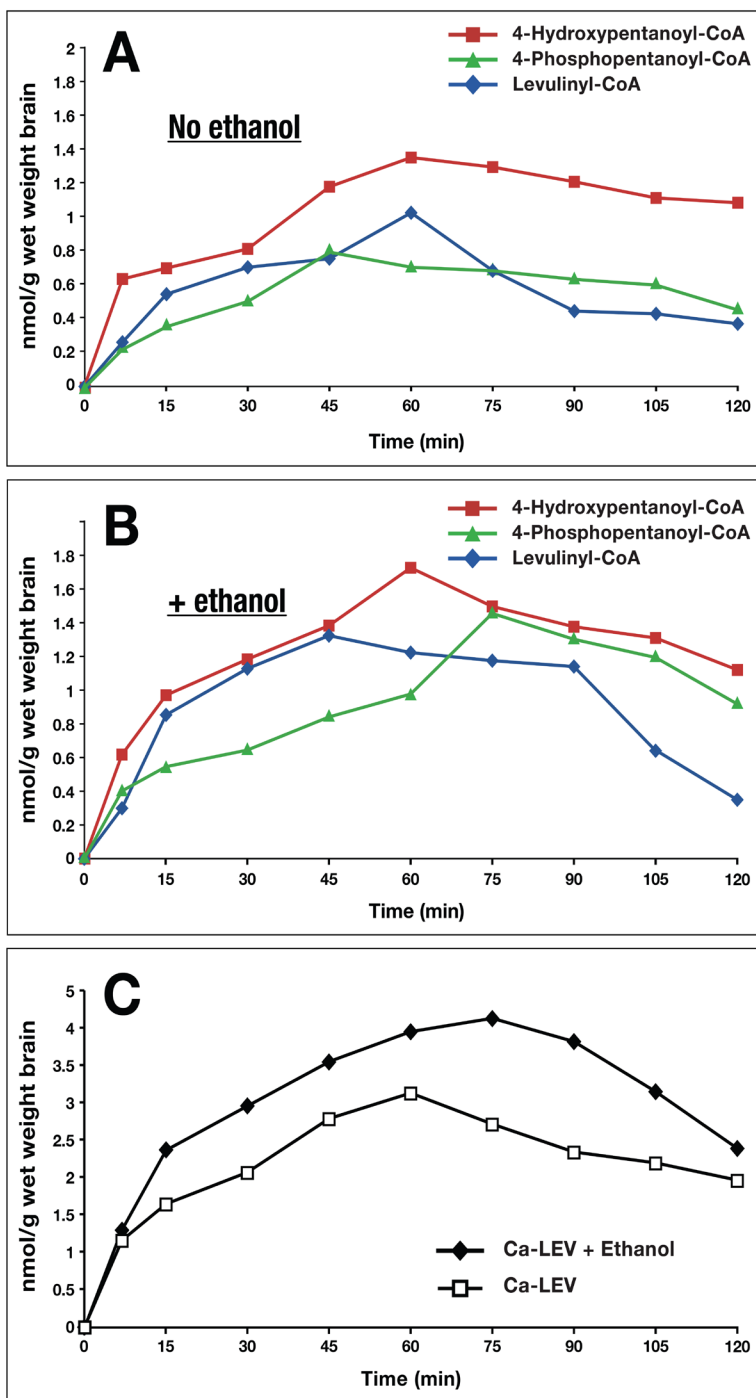 A
4-Hydroxypentanoyl-CoA
4-Phosphopentanoyl-CoA
Levulinyl-CoA
No ethanol
nmol/g wet weight brain
2
1.8
1.6
1.4
1.2
1
0.8
0.6
0.4
0.2
0
0 15 30 45 60 75 90 105 120
Time (min)
B
4-Hydroxypentanoyl-CoA
4-Phosphopentanoyl-CoA
Levulinyl-CoA
+ ethanol
nmol/g wet weight brain
1.8
1.6
1.4
1.2
1
0.8
0.6
0.4
0.2
0
0 15 30 45 60 75 90 105 120
Time (min)
C
nmol/g wet weight brain
5
4.5
4
3.5
3
2.5
2
1.5
1
0.5
0
Ca-LEV + Ethanol
Ca-LEV
0 15 30 45 60 75 90 105 120
Time (min)